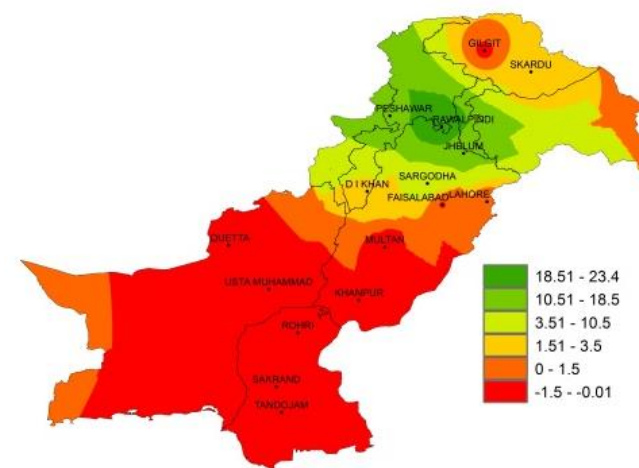 GILGIT
SKARDU
PESHAWAR
RAWALPINDI
JHELUM
SARGODHA
D I KHAN
FAISALABAD
LAHORE
QUETTA
MULTAN
USTA MUHAMMAD
KHANPUR
ROHRI
SAKRAND
TANDOJAM
18.51 - 23.4
10.51 - 18.5
3.51 - 10.5
1.51 - 3.5
0 - 1.5
-1.5 - -0.01